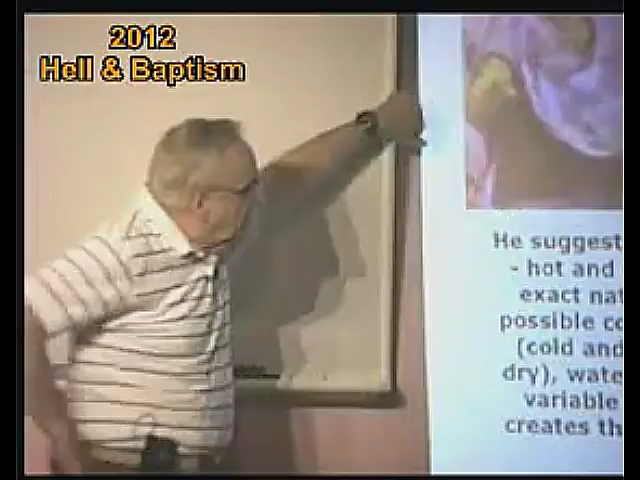 2012
Hell & Baptism
He suggest
- hot and
exact nat
possible co
(cold and
dry), wate
variable
creates th